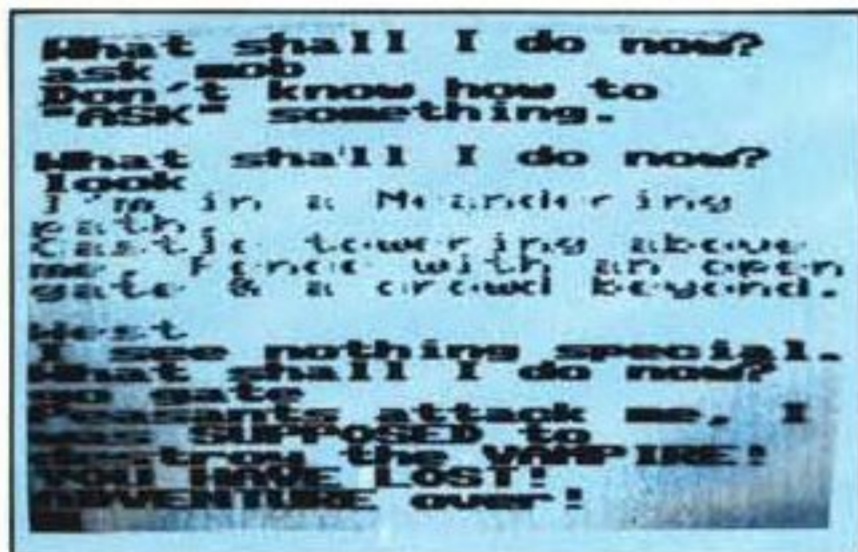 What shall I do now?
ask mob
Don't know how to
"ASK" something.
What shall I do now?
look
I'm in a Meandering
path.
Castle towering above
me. Fence with an open
gate & a crowd beyond.
West
I see nothing special.
What shall I do now?
go gate
Peasants attack me, I
was SUPPOSED to
destroy the VAMPIRE!
YOU HAVE LOST!
ADVENTURE over!